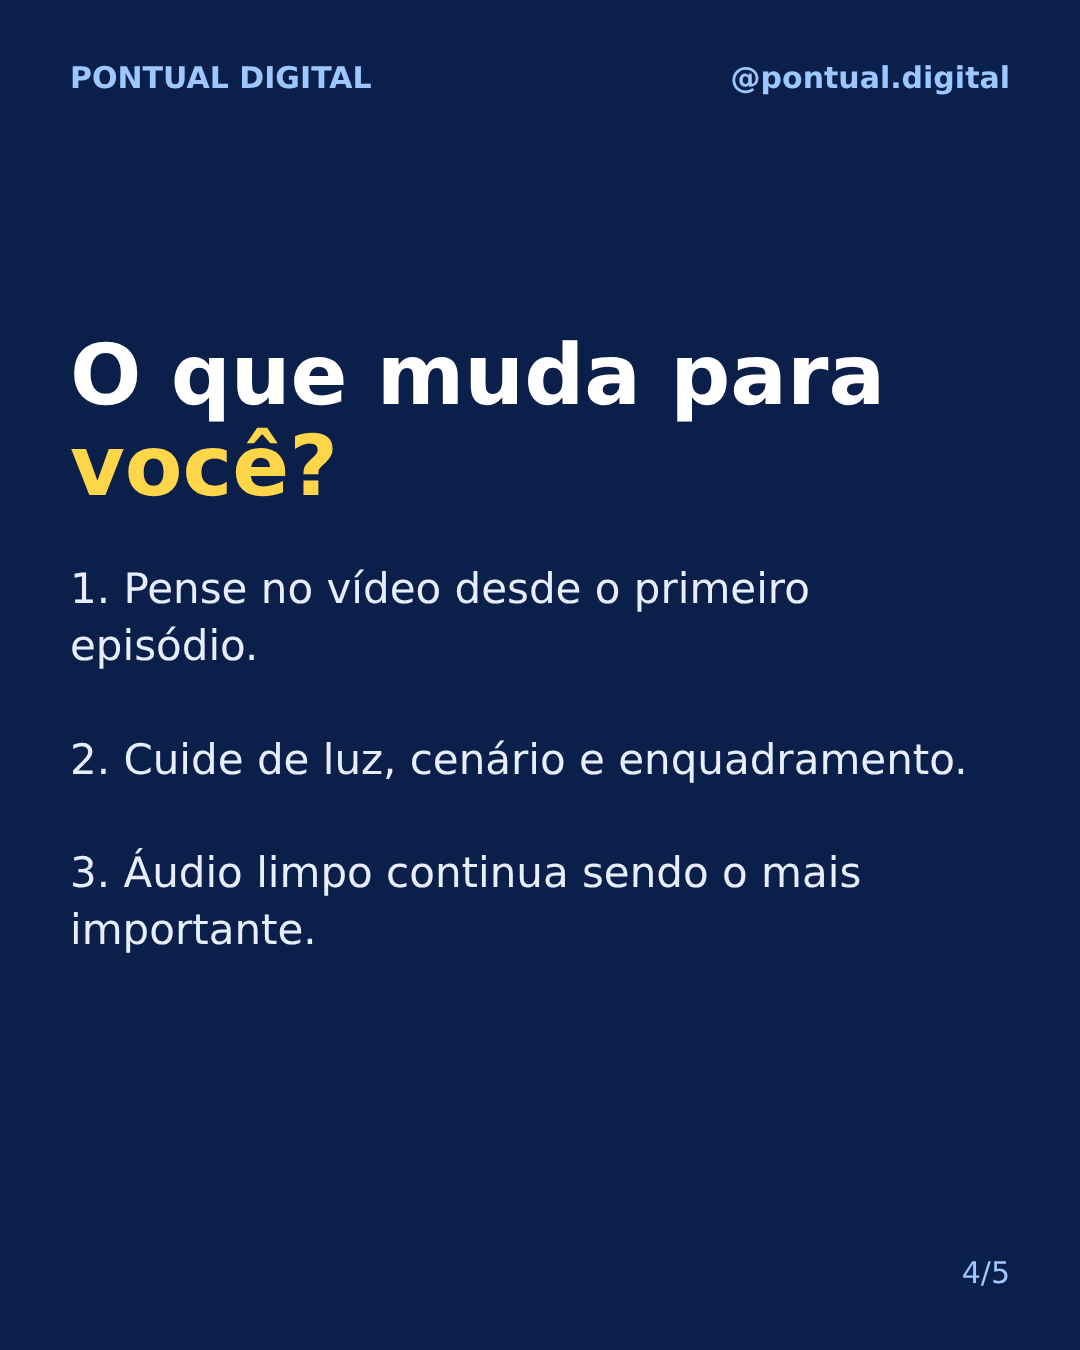 PONTUAL DIGITAL
@pontual.digital
O que muda para
você?
1. Pense no vídeo desde o primeiro
episódio.
2. Cuide de luz, cenário e enquadramento.
3. Áudio limpo continua sendo o mais
importante.
4/5